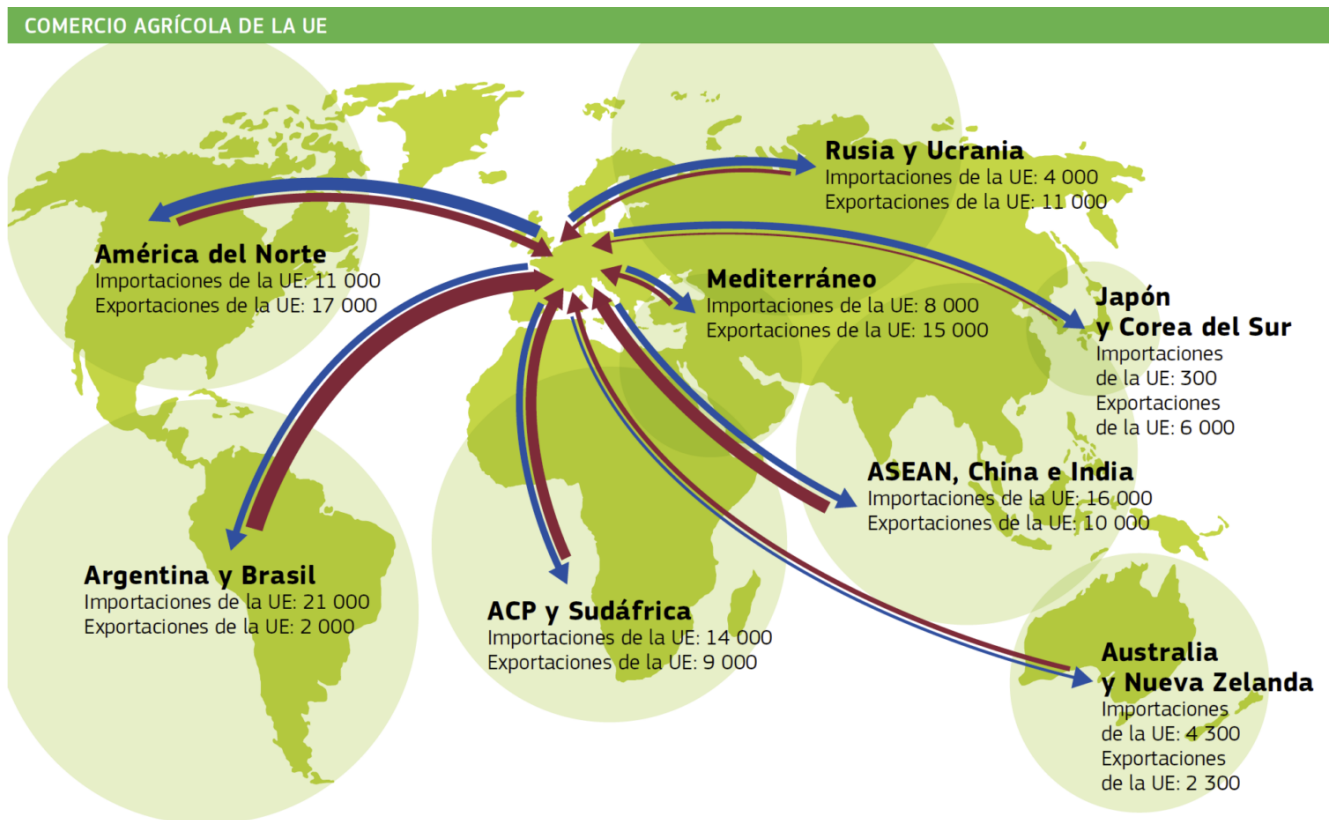 COMERCIO AGRÍCOLA DE LA UE
Rusia y Ucrania
Importaciones de la UE: 4 000
Exportaciones de la UE: 11 000
América del Norte
Importaciones de la UE: 11 000
Exportaciones de la UE: 17 000
Mediterráneo
Importaciones de la UE: 8 000
Exportaciones de la UE: 15 000
Japón
y Corea del Sur
Importaciones
de la UE: 300
Exportaciones
de la UE: 6 000
ASEAN, China e India
Importaciones de la UE: 16 000
Exportaciones de la UE: 10 000
Argentina y Brasil
Importaciones de la UE: 21 000
Exportaciones de la UE: 2 000
ACP y Sudáfrica
Importaciones de la UE: 14 000
Exportaciones de la UE: 9 000
Australia
y Nueva Zelanda
Importaciones
de la UE: 4 300
Exportaciones
de la UE: 2 300